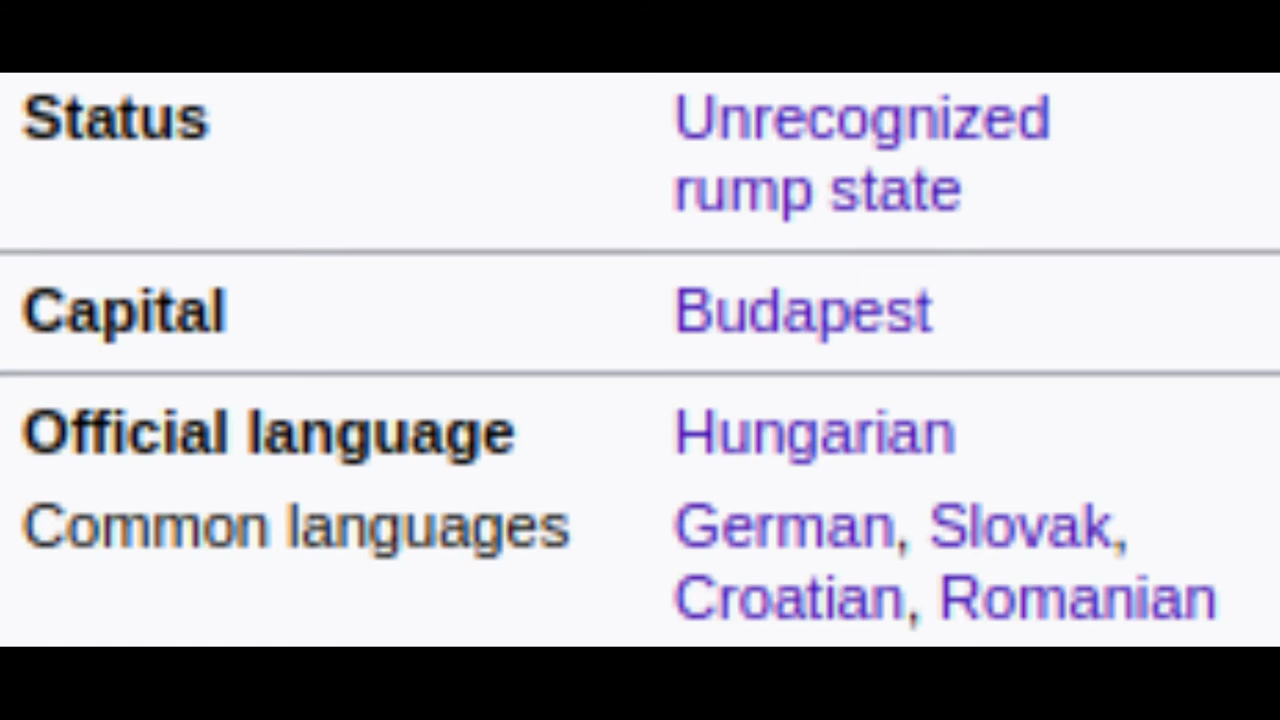 Status Unrecognized
rump state
Capital Budapest
Official language Hungarian
Common languages German, Slovak,
Croatian, Romanian